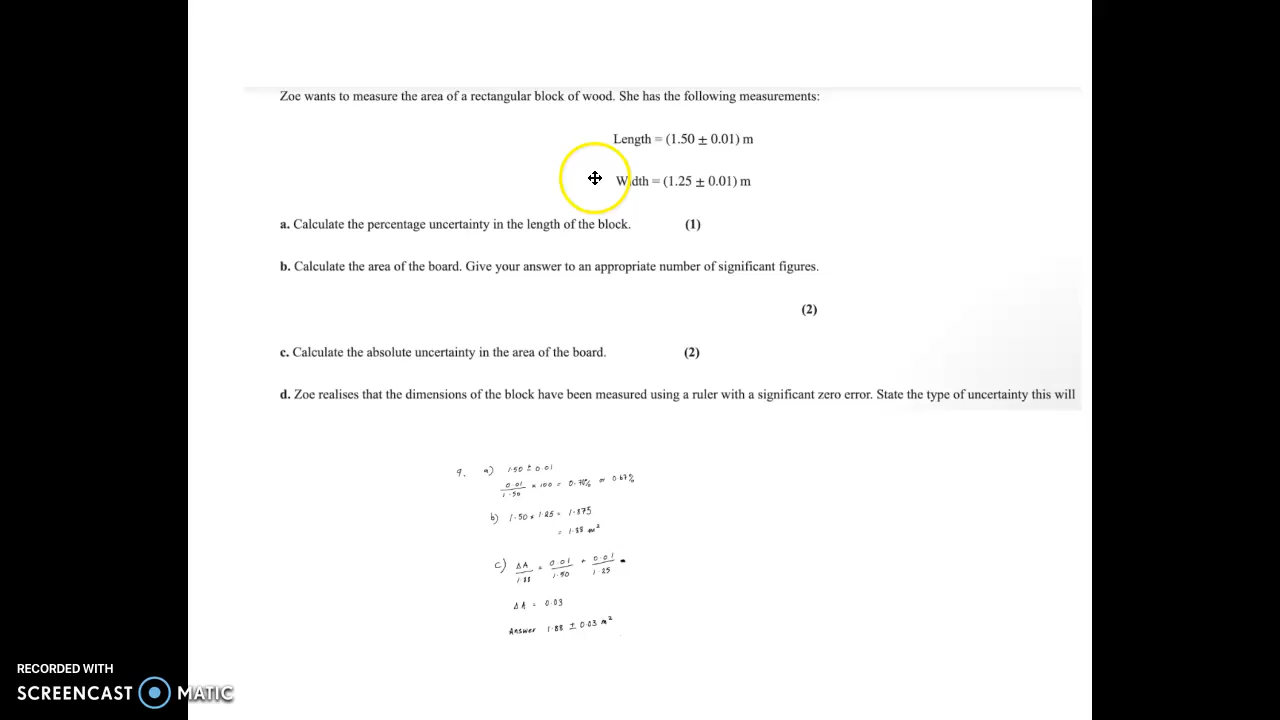 Zoe wants to measure the area of a rectangular block of wood. She has the following measurements:
Length = (1.50 ± 0.01) m
Width = (1.25 ± 0.01) m
a. Calculate the percentage uncertainty in the length of the block. (1)
b. Calculate the area of the board. Give your answer to an appropriate number of significant figures.
(2)
c. Calculate the absolute uncertainty in the area of the board. (2)
d. Zoe realises that the dimensions of the block have been measured using a ruler with a significant zero error. State the type of uncertainty this will
9. a) 1.50 ± 0.01
0.01/1.50 × 100 = 0.70% or 0.67%
b) 1.50 × 1.25 = 1.875
= 1.88 m²
c) ΔA/1.88 = 0.01/1.50 + 0.01/1.25
ΔA = 0.03
Answer 1.88 ± 0.03 m²
RECORDED WITH
SCREENCAST MATIC